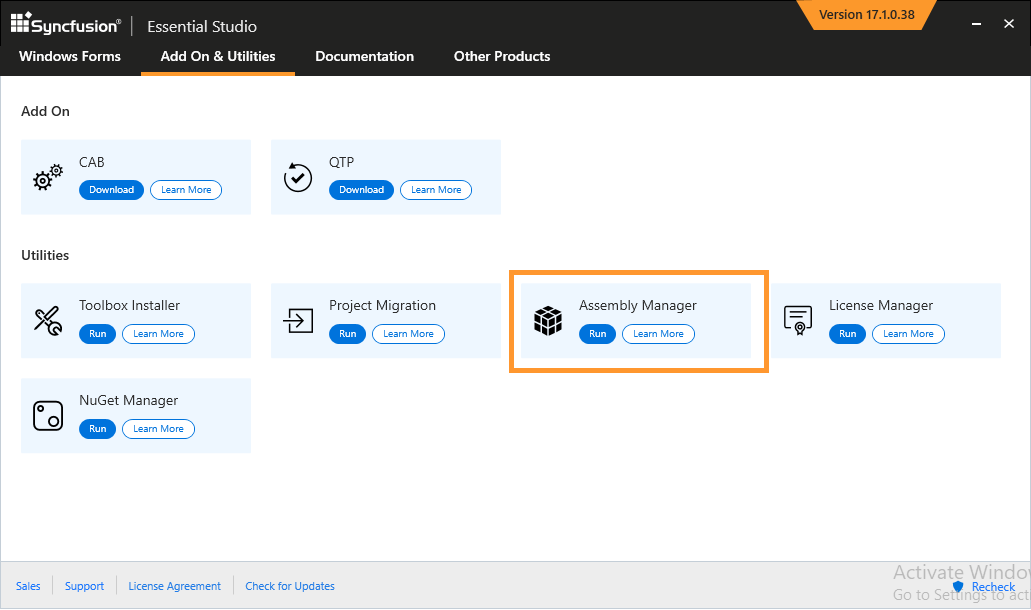 Syncfusion® | Essential Studio
Version 17.1.0.38
Windows Forms Add On & Utilities Documentation Other Products
Add On
CAB
Download Learn More
QTP
Download Learn More
Utilities
Toolbox Installer
Run Learn More
Project Migration
Run Learn More
Assembly Manager
Run Learn More
License Manager
Run Learn More
NuGet Manager
Run Learn More
Sales Support License Agreement Check for Updates
Activate Windo
Recheck
Go to Settings to acti